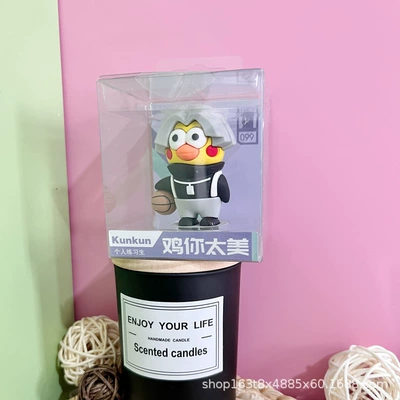 099
Kunkun
鸡你太美
个人练习生
ENJOY YOUR LIFE
HANDMADE CANDLE
Scented candles